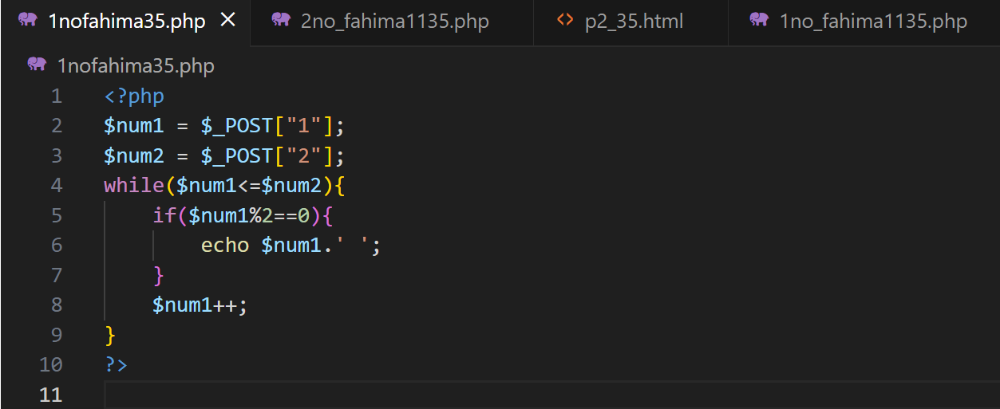 1nofahima35.php 2no_fahima1135.php p2_35.html 1no_fahima1135.php
1nofahima35.php
1 <?php
2 $num1 = $_POST["1"];
3 $num2 = $_POST["2"];
4 while($num1<=$num2){
5     if($num1%2==0){
6         echo $num1.' ';
7     }
8     $num1++;
9 }
10 ?>
11